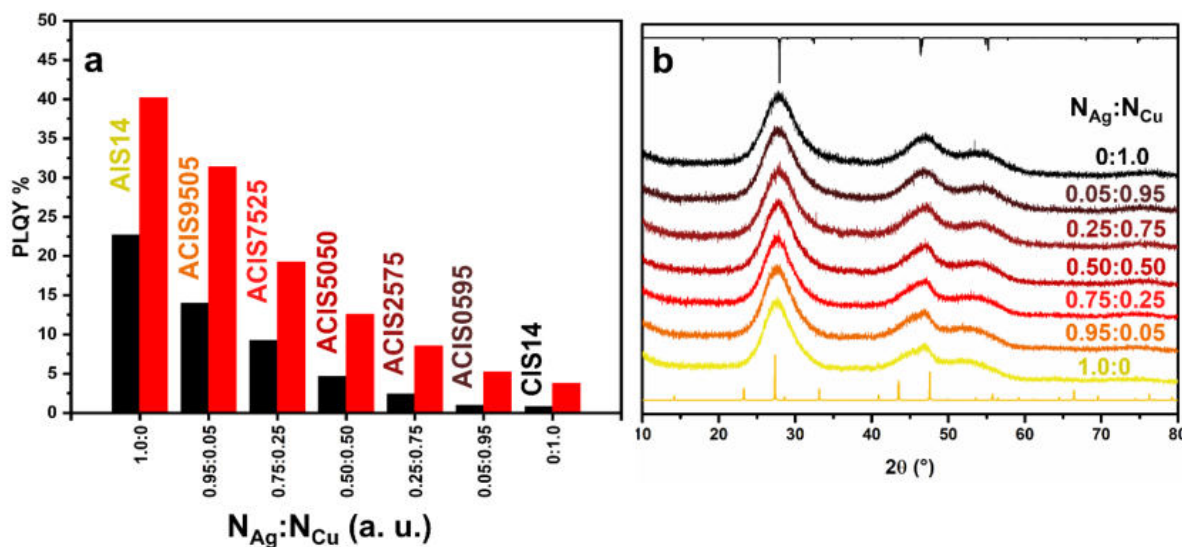 a
PLQY %
50
45
40
35
30
25
20
15
10
5
0
AIS14
ACIS9505
ACIS7525
ACIS5050
ACIS2575
ACIS0595
CIS14
1.0:0
0.95:0.05
0.75:0.25
0.50:0.50
0.25:0.75
0.05:0.95
0:1.0
N_Ag:N_Cu (a. u.)
b
N_Ag:N_Cu
0:1.0
0.05:0.95
0.25:0.75
0.50:0.50
0.75:0.25
0.95:0.05
1.0:0
10 20 30 40 50 60 70 80
2θ (°)